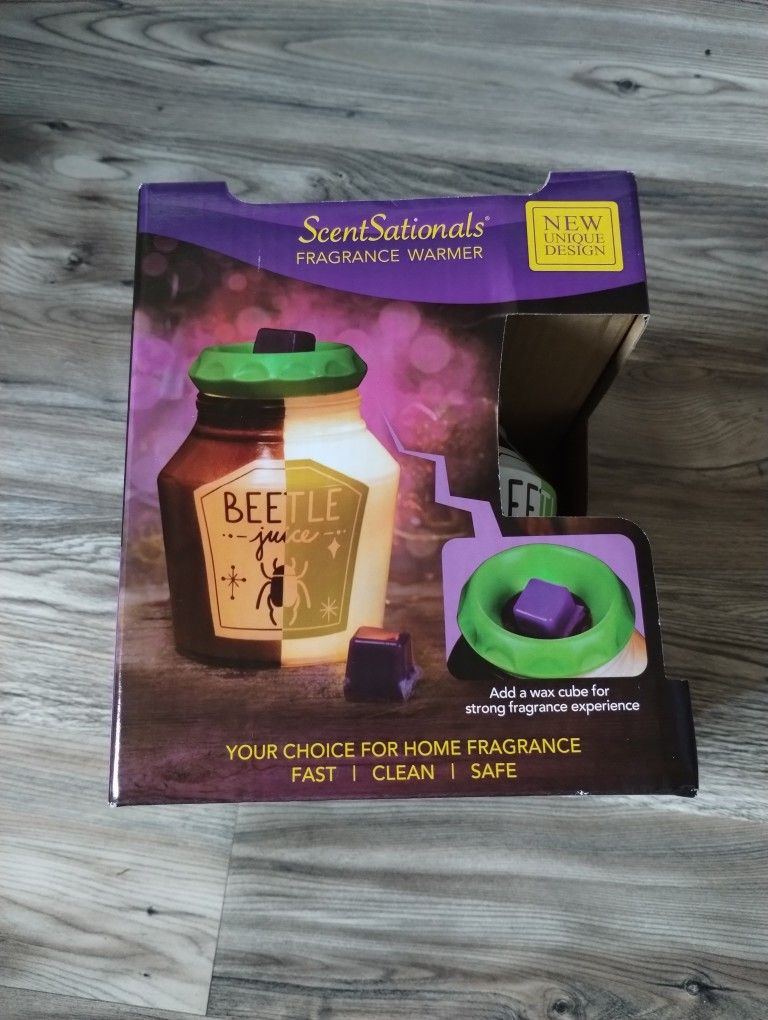 ScentSationals®
FRAGRANCE WARMER
NEW
UNIQUE
DESIGN
BEETLE
juice
EET
Add a wax cube for
strong fragrance experience
YOUR CHOICE FOR HOME FRAGRANCE
FAST | CLEAN | SAFE